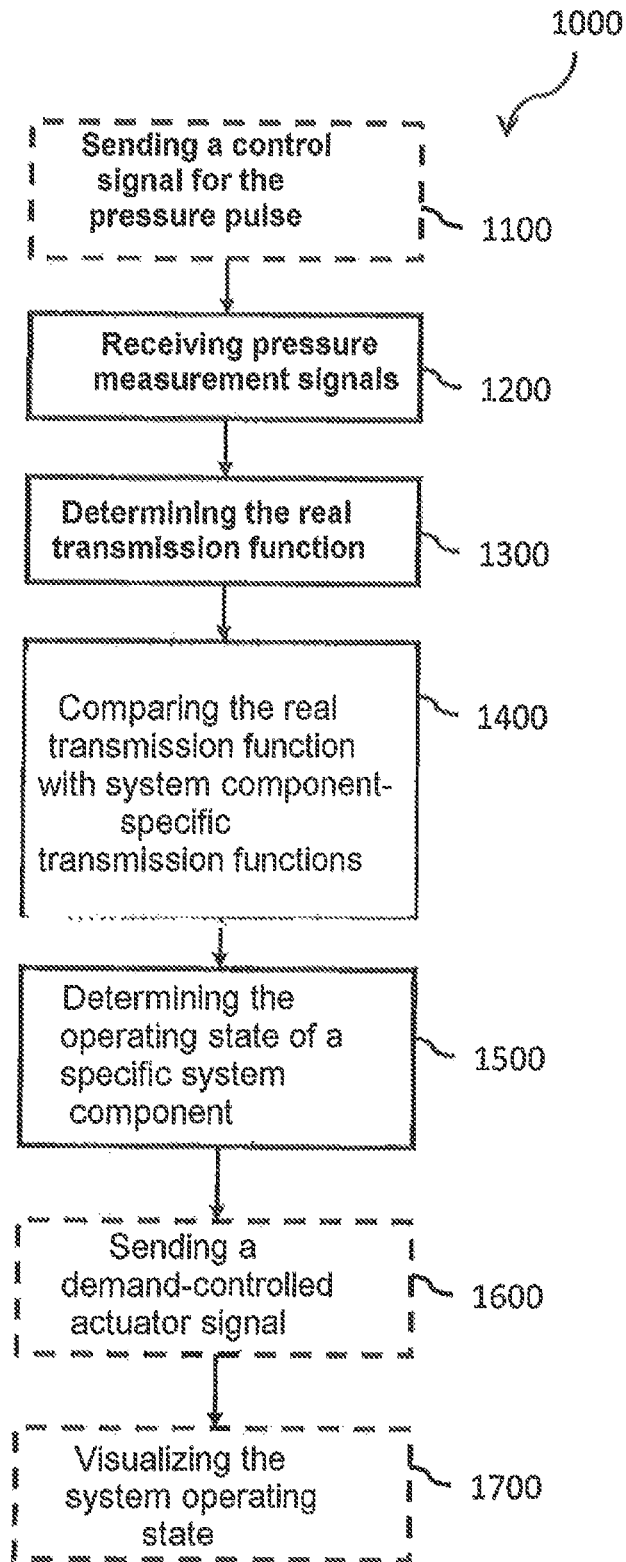 1000
Sending a control
signal for the
pressure pulse
1100
Receiving pressure
measurement signals
1200
Determining the real
transmission function
1300
Comparing the real
transmission function
with system component-
specific
transmission functions
1400
Determining the
operating state of a
specific system
component
1500
Sending a
demand-controlled
actuator signal
1600
Visualizing the
system operating
state
1700